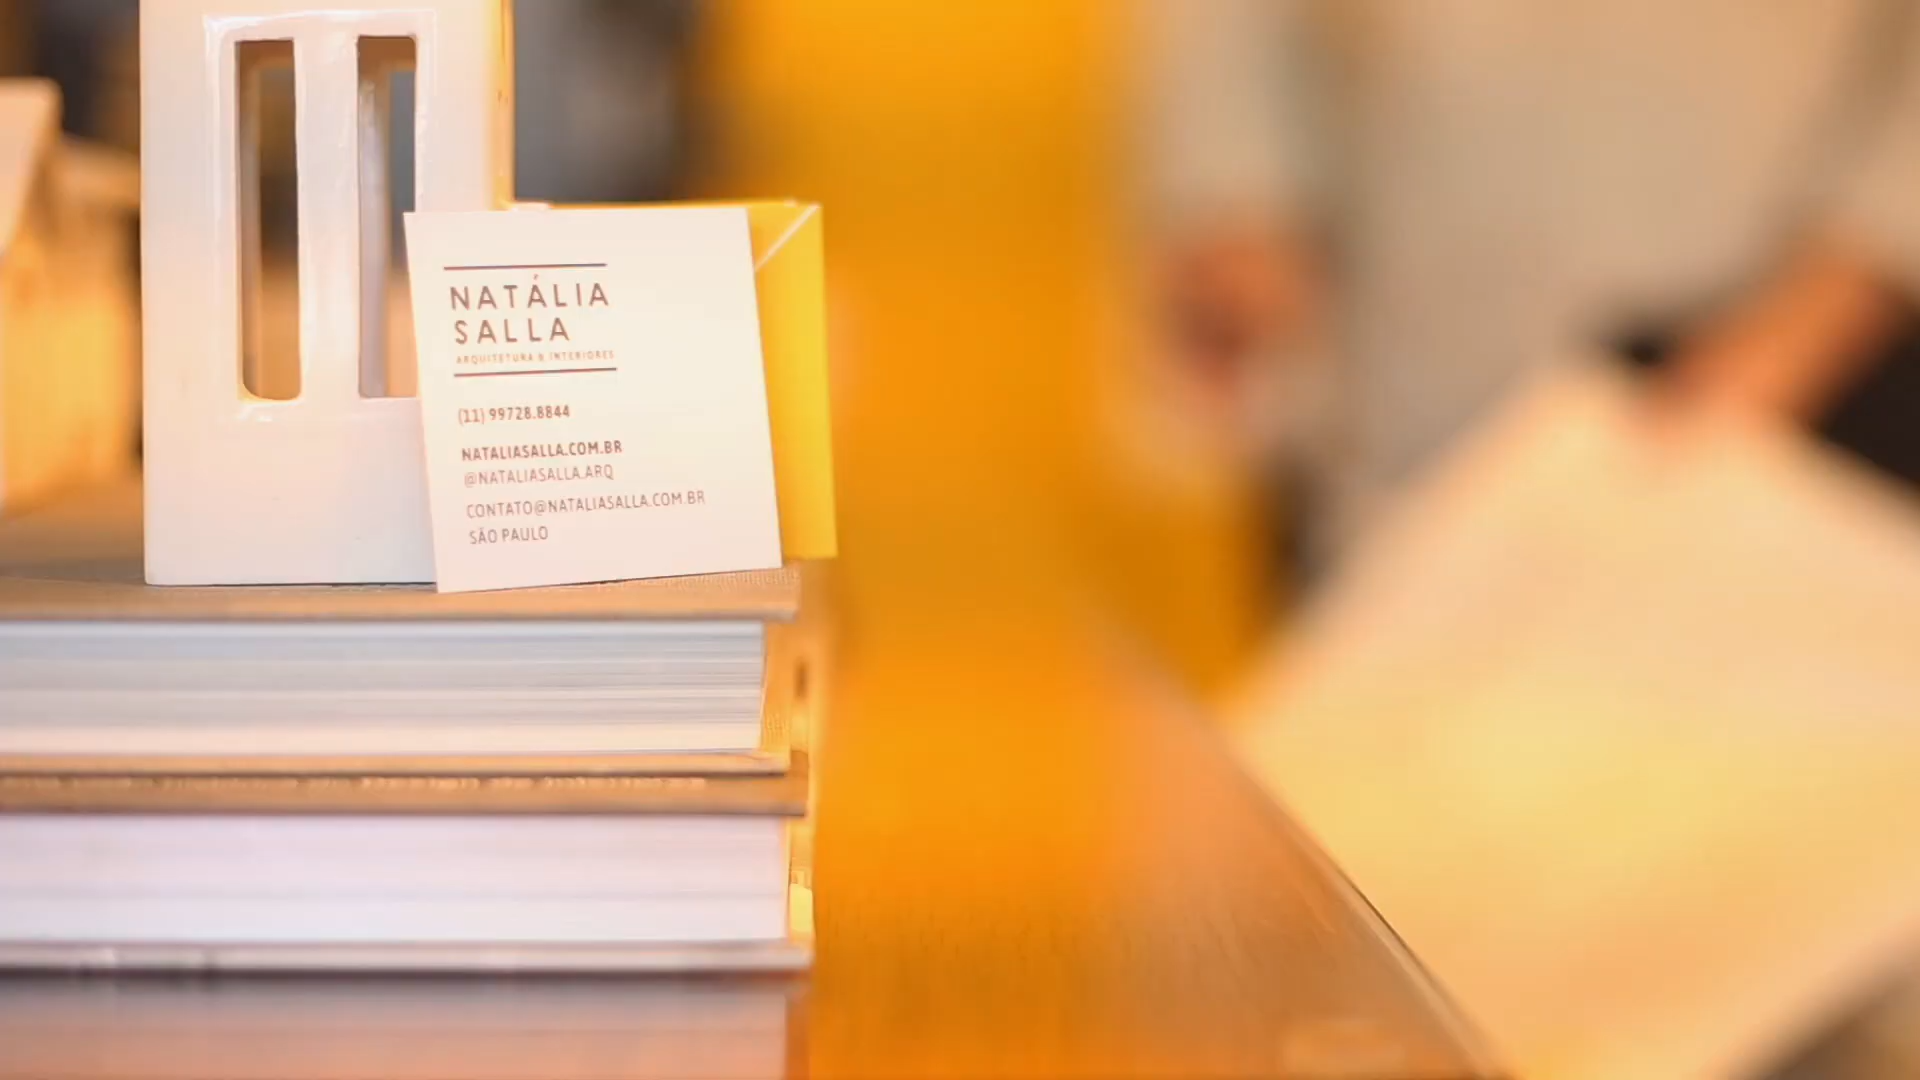 NATÁLIA
SALLA
ARQUITETURA & INTERIORES
(11) 99728.8844
NATALIASALLA.COM.BR
@NATALIASALLA.ARQ
CONTATO@NATALIASALLA.COM.BR
SÃO PAULO